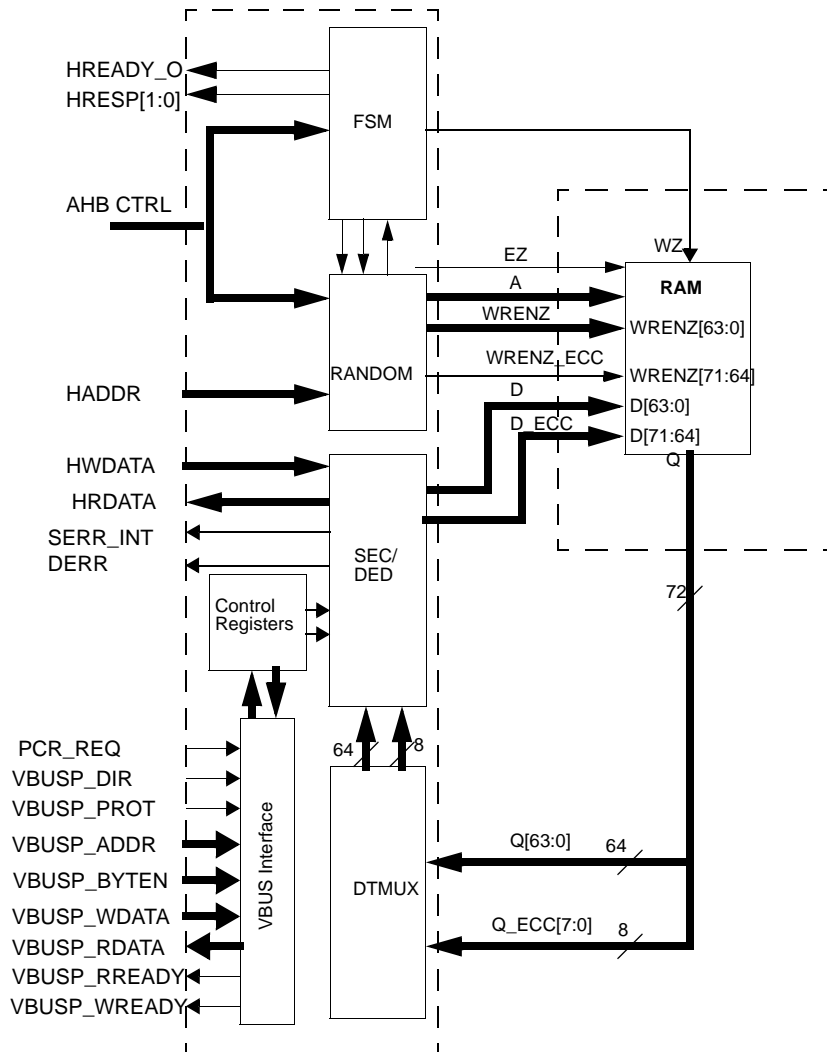 HREADY_O
HRESP[1:0]
FSM
AHB CTRL
WZ
EZ
RAM
A
WRENZ
WRENZ[63:0]
WRENZ_ECC
WRENZ[71:64]
RANDOM
HADDR
D
D[63:0]
D_ECC
D[71:64]
Q
HWDATA
HRDATA
SERR_INT
DERR
SEC/
DED
Control
Registers
72
64
8
PCR_REQ
VBUSP_DIR
VBUSP_PROT
VBUSP_ADDR
VBUSP_BYTEN
VBUSP_WDATA
VBUSP_RDATA
VBUSP_RREADY
VBUSP_WREADY
VBUS Interface
DTMUX
Q[63:0]
64
Q_ECC[7:0]
8